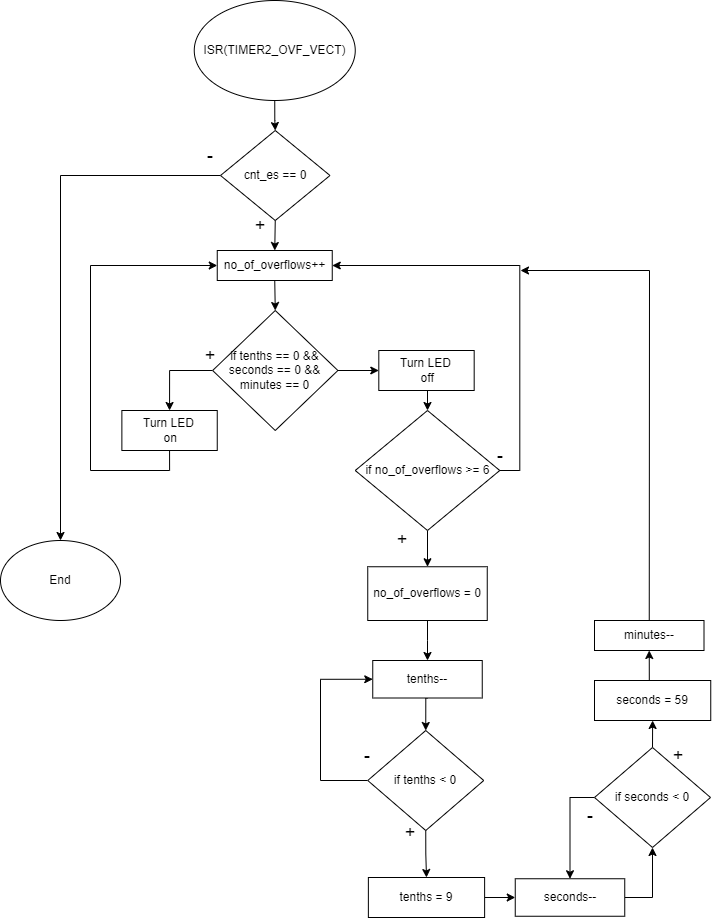 ISR(TIMER2_OVF_VECT)
-
cnt_es == 0
+
no_of_overflows++
+
if tenths == 0 &&
seconds == 0 &&
minutes == 0
Turn LED
off
Turn LED
on
-
if no_of_overflows >= 6
+
End
no_of_overflows = 0
minutes--
tenths--
seconds = 59
-
if tenths < 0
+
+
if seconds < 0
-
tenths = 9
seconds--